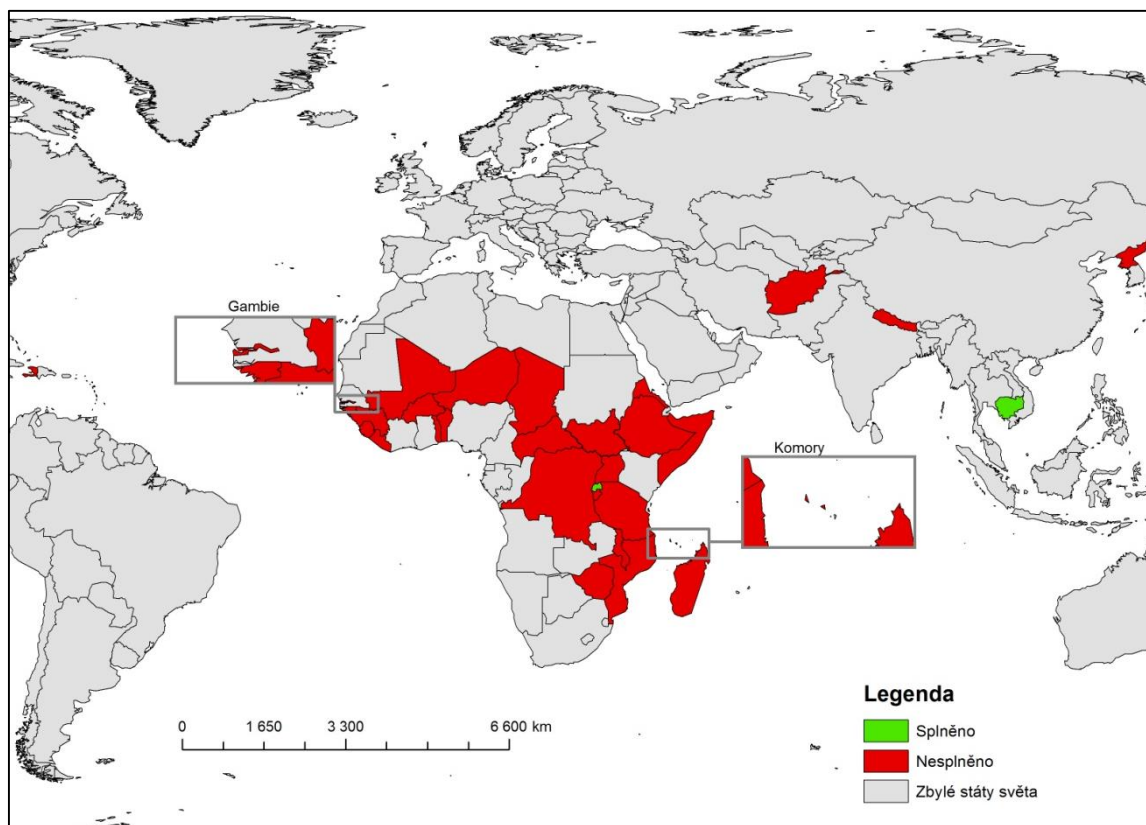 Gambie
Komory
0 1 650 3 300 6 600 km
Legenda
Splněno
Nesplněno
Zbylé státy světa